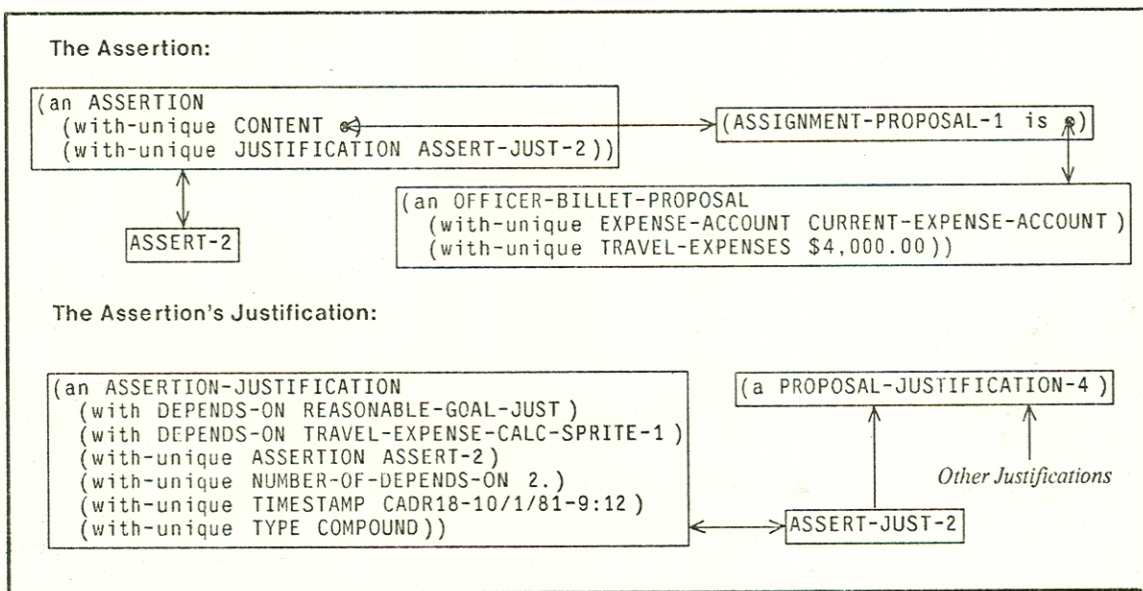 The Assertion:
(an ASSERTION
(with-unique CONTENT
(with-unique JUSTIFICATION ASSERT-JUST-2))
(ASSIGNMENT-PROPOSAL-1 is )
ASSERT-2
(an OFFICER-BILLET-PROPOSAL
(with-unique EXPENSE-ACCOUNT CURRENT-EXPENSE-ACCOUNT)
(with-unique TRAVEL-EXPENSES $4,000.00))
The Assertion's Justification:
(an ASSERTION-JUSTIFICATION
(with DEPENDS-ON REASONABLE-GOAL-JUST)
(with DEPENDS-ON TRAVEL-EXPENSE-CALC-SPRITE-1)
(with-unique ASSERTION ASSERT-2)
(with-unique NUMBER-OF-DEPENDS-ON 2.)
(with-unique TIMESTAMP CADR18-10/1/81-9:12)
(with-unique TYPE COMPOUND))
(a PROPOSAL-JUSTIFICATION-4)
Other Justifications
ASSERT-JUST-2